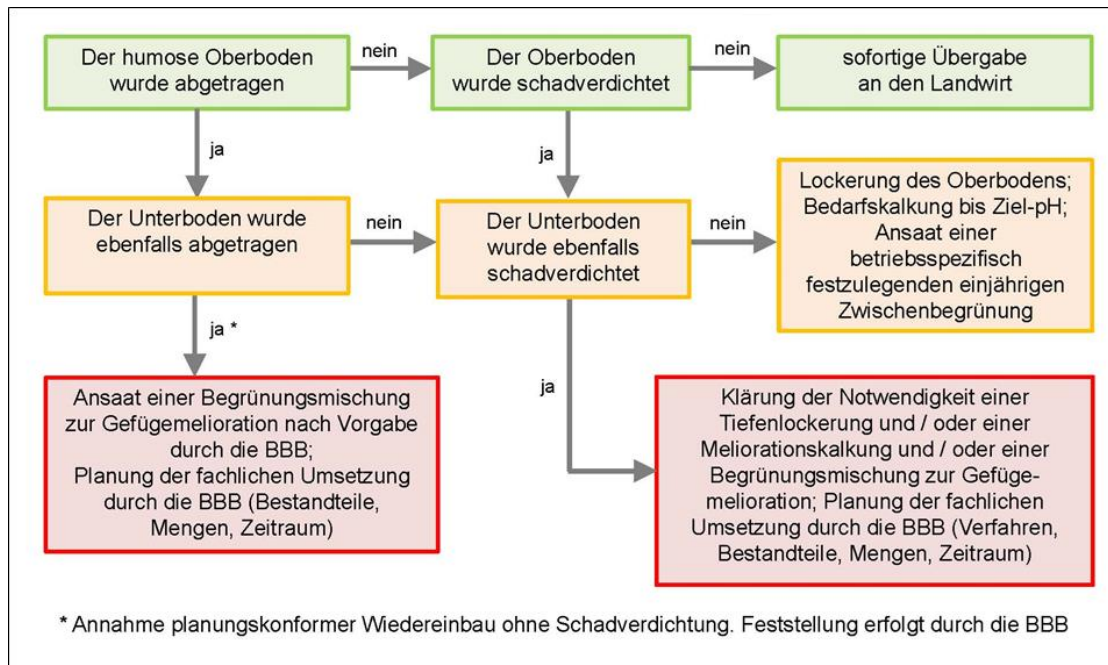 Der humose Oberboden
wurde abgetragen
nein
Der Oberboden
wurde schadverdichtet
nein
sofortige Übergabe
an den Landwirt
ja
ja
Der Unterboden wurde
ebenfalls abgetragen
nein
Der Unterboden
wurde ebenfalls
schadverdichtet
nein
Lockerung des Oberbodens;
Bedarfskalkung bis Ziel-pH;
Ansaat einer
betriebsspezifisch
festzulegenden einjährigen
Zwischenbegrünung
ja *
ja
Ansaat einer Begrünungsmischung
zur Gefügemelioration nach Vorgabe
durch die BBB;
Planung der fachlichen Umsetzung
durch die BBB (Bestandteile,
Mengen, Zeitraum)
Klärung der Notwendigkeit einer
Tiefenlockerung und / oder einer
Meliorationskalkung und / oder einer
Begrünungsmischung zur Gefüge-
melioration; Planung der fachlichen
Umsetzung durch die BBB (Verfahren,
Bestandteile, Mengen, Zeitraum)
* Annahme planungskonformer Wiedereinbau ohne Schadverdichtung. Feststellung erfolgt durch die BBB